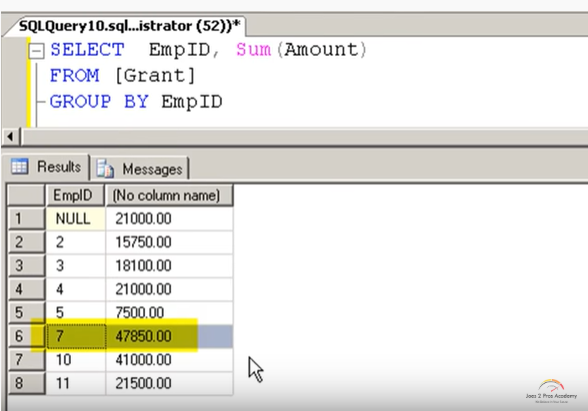 SQLQuery10.sql...istrator (52))*
SELECT EmpID, Sum(Amount)
FROM [Grant]
GROUP BY EmpID
Results Messages
EmpID (No column name)
1 NULL 21000.00
2 2 15750.00
3 3 18100.00
4 4 21000.00
5 5 7500.00
6 7 47850.00
7 10 41000.00
8 11 21500.00
Joes 2 Pros Academy